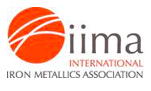 iima
INTERNATIONAL
IRON METALLICS ASSOCIATION